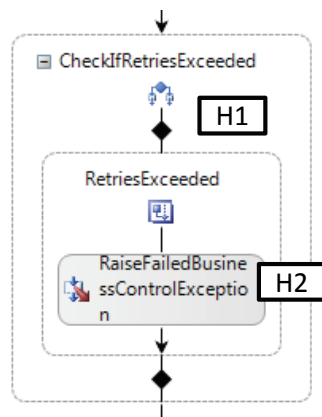 CheckIfRetriesExceeded
H1
RetriesExceeded
RaiseFailedBusine
ssControlExceptio
n
H2